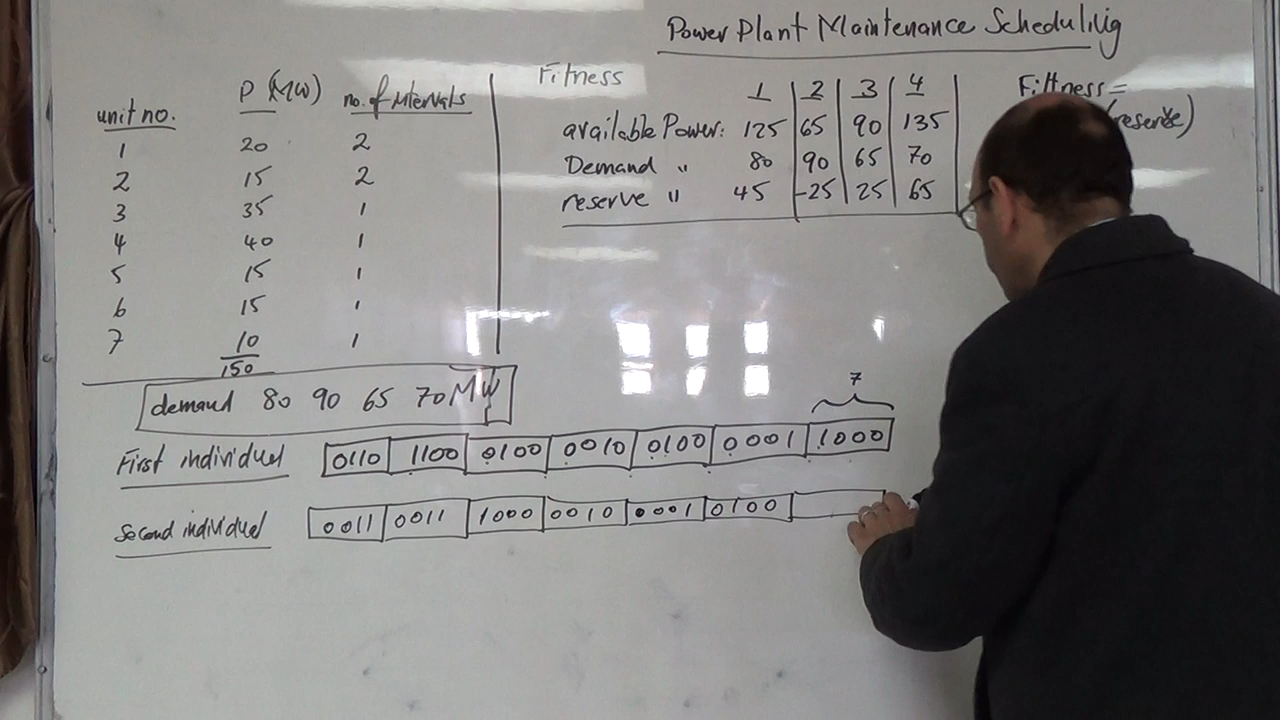 Power Plant Maintenance Scheduling
unit no. P (MW) no. of intervals
1 20 2
2 15 2
3 35 1
4 40 1
5 15 1
6 15 1
7 10 1
150
demand 80 90 65 70 MW
Fitness
1 2 3 4
available Power: 125 65 90 135
Demand " 80 90 65 70
reserve " 45 -25 25 65
Fittness =
(reserve)
7
First individual 0110 1100 0100 0010 0100 0001 1000
Second individual 0011 0011 1000 0010 0001 0100